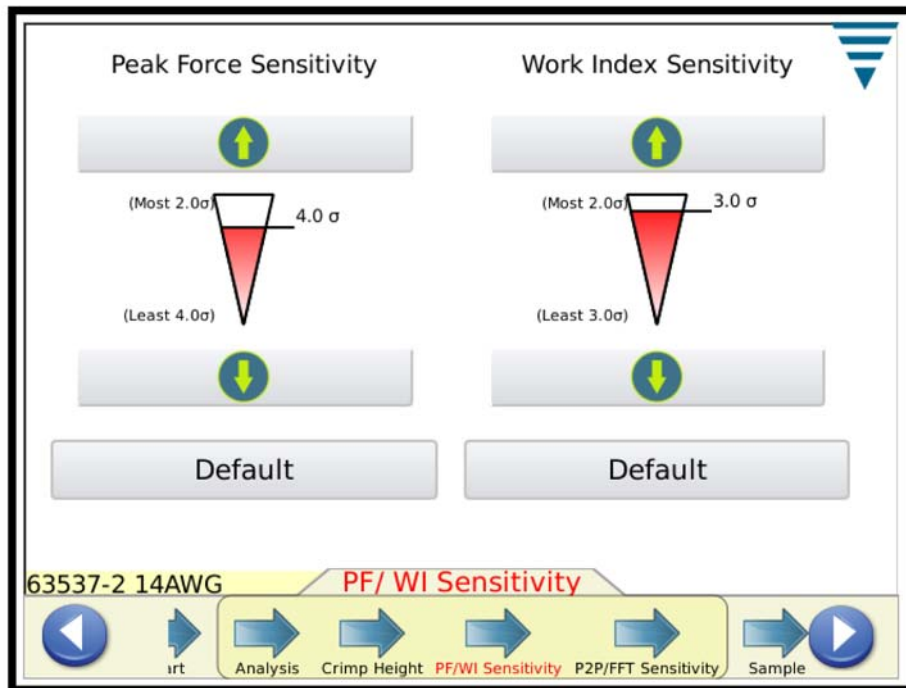 Peak Force Sensitivity
Work Index Sensitivity
(Most 2.0σ)
4.0 σ
(Least 4.0σ)
(Most 2.0σ)
3.0 σ
(Least 3.0σ)
Default
Default
63537-2 14AWG
PF/ WI Sensitivity
art
Analysis
Crimp Height
PF/WI Sensitivity
P2P/FFT Sensitivity
Sample